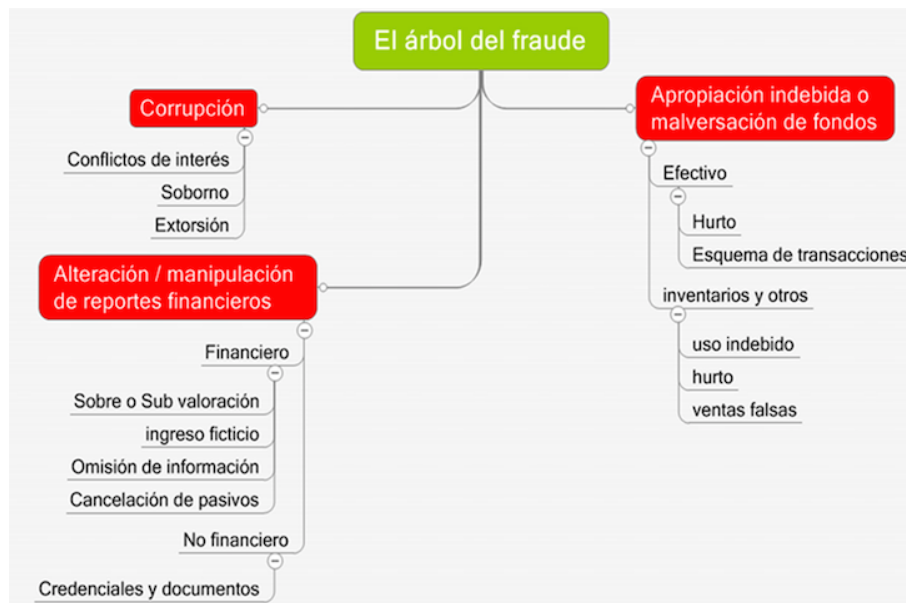 El árbol del fraude
Corrupción
Conflictos de interés
Soborno
Extorsión
Alteración / manipulación
de reportes financieros
Financiero
Sobre o Sub valoración
ingreso ficticio
Omisión de información
Cancelación de pasivos
No financiero
Credenciales y documentos
Apropiación indebida o
malversación de fondos
Efectivo
Hurto
Esquema de transacciones
inventarios y otros
uso indebido
hurto
ventas falsas